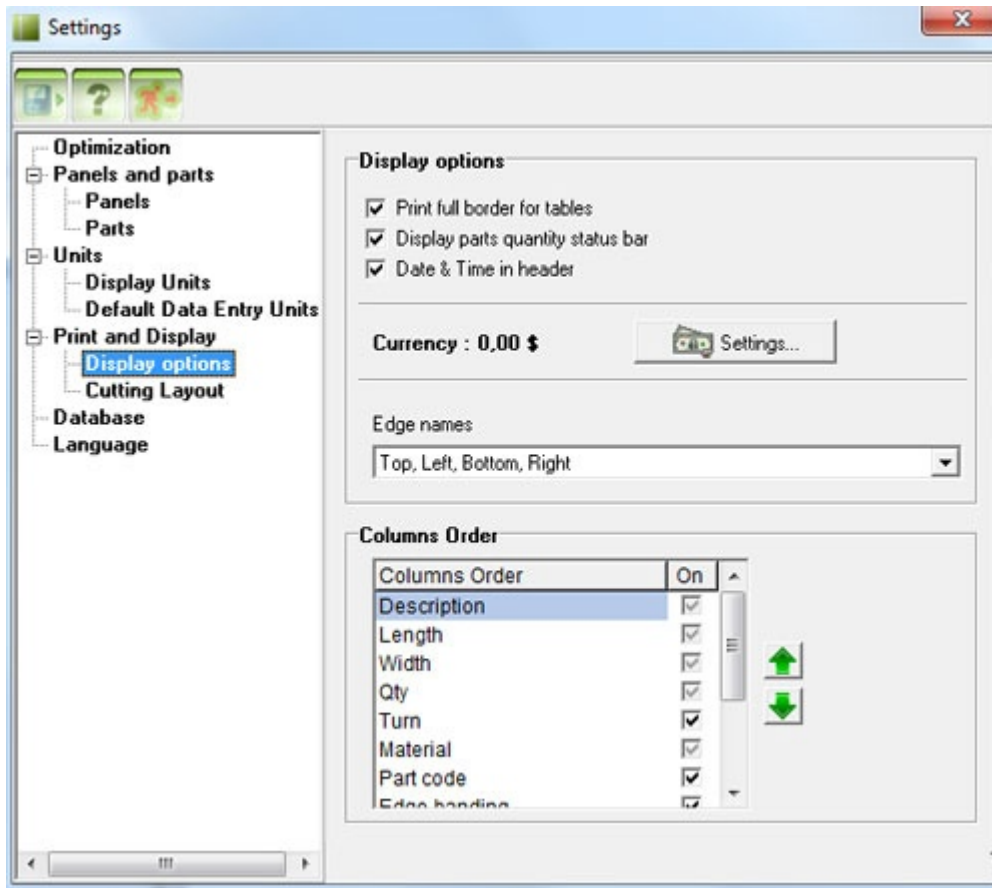 Settings
Optimization
Panels and parts
Panels
Parts
Units
Display Units
Default Data Entry Units
Print and Display
Display options
Cutting Layout
Database
Language
Display options
Print full border for tables
Display parts quantity status bar
Date & Time in header
Currency : 0,00 $
Settings...
Edge names
Top, Left, Bottom, Right
Columns Order
Columns Order On
Description
Length
Width
Qty
Turn
Material
Part code
Edge banding